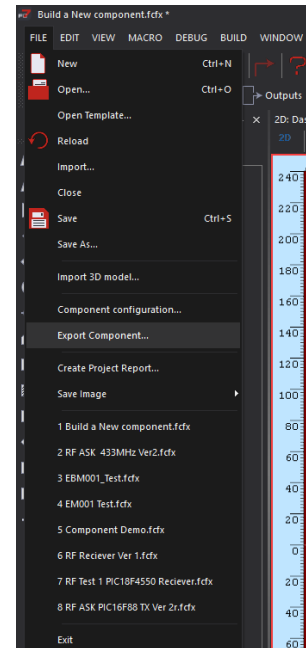 Build a New component.fcfx *
FILE EDIT VIEW MACRO DEBUG BUILD WINDOW
New Ctrl+N
Open... Ctrl+O
Outputs
Open Template...
2D: Das
2D
Reload
Import...
Close
Save Ctrl+S
Save As...
Import 3D model...
Component configuration...
Export Component...
Create Project Report...
Save Image
1 Build a New component.fcfx
2 RF ASK 433MHz Ver2.fcfx
3 EBM001_Test.fcfx
4 EM001 Test.fcfx
5 Component Demo.fcfx
6 RF Reciever Ver 1.fcfx
7 RF Test 1 PIC18F4550 Reciever.fcfx
8 RF ASK PIC16F88 TX Ver 2r.fcfx
Exit
240
220
200
180
160
140
120
100
80
60
40
20
0
20
40
60